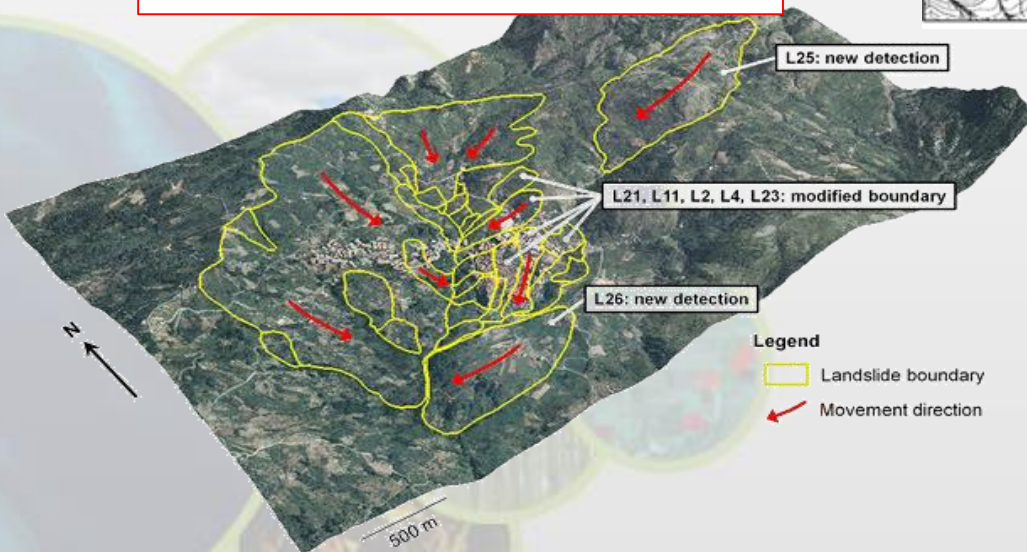 L25: new detection
L21, L11, L2, L4, L23: modified boundary
L26: new detection
N
Legend
Landslide boundary
Movement direction
500 m